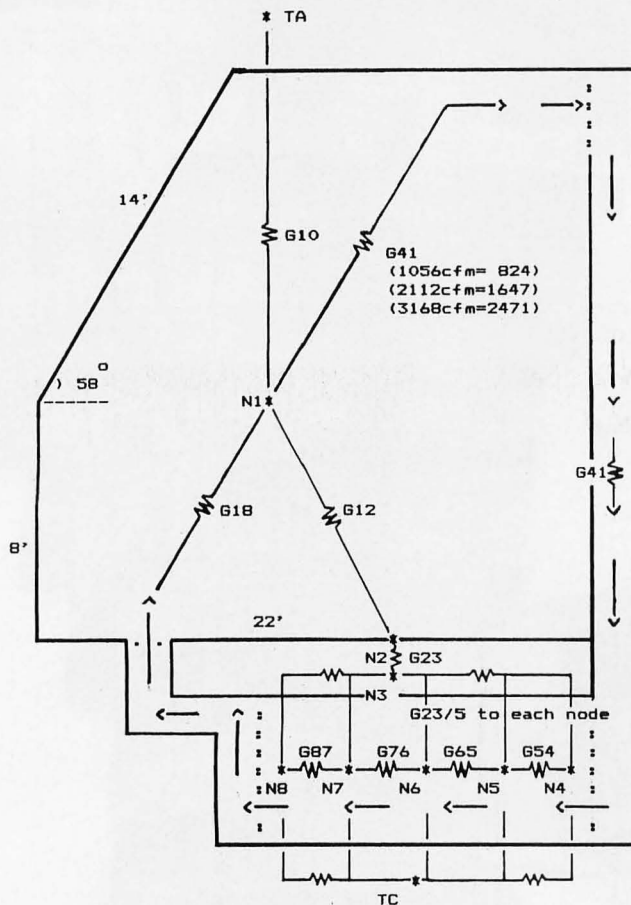 TA
14'
G10
G41
(1056cfm= 824)
(2112cfm=1647)
(3168cfm=2471)
) 58 o
N1
G41
G18
G12
8'
22'
N2
G23
N3
G23/5 to each node
G87
G76
G65
G54
N8
N7
N6
N5
N4
TC